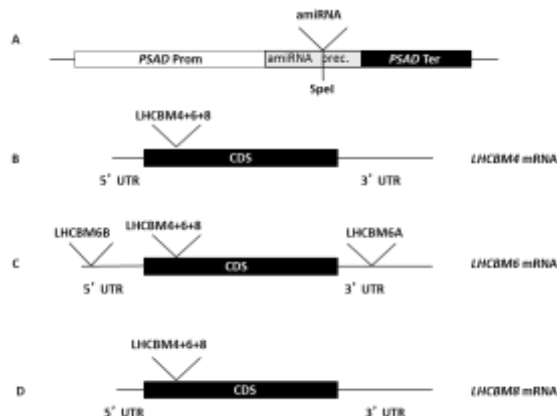 amiRNA
A
PSAD Prom amiRNA prec. PSAD Ter
SpeI
LHCBM4+6+8
B CDS LHCBM4 mRNA
5' UTR 3' UTR
LHCBM6B LHCBM4+6+8 LHCBM6A
C CDS LHCBM6 mRNA
5' UTR 3' UTR
LHCBM4+6+8
D CDS LHCBM8 mRNA
5' UTR 3' UTR